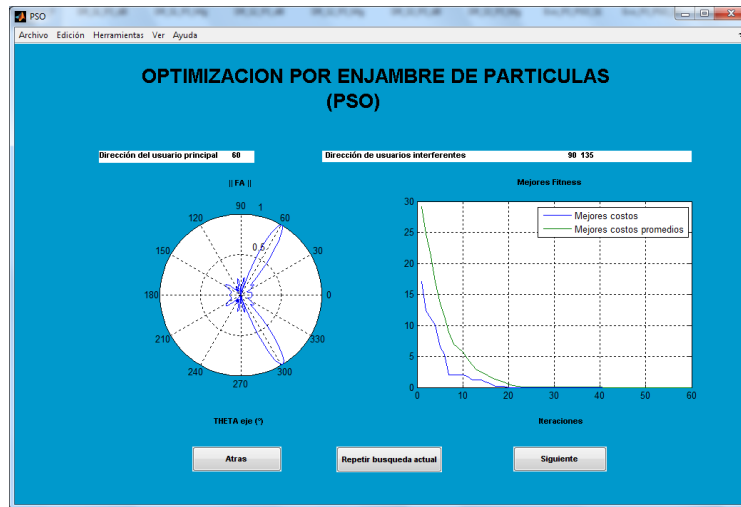 PSO
Archivo Edición Herramientas Ver Ayuda
OPTIMIZACION POR ENJAMBRE DE PARTICULAS
(PSO)
Dirección del usuario principal 60
Dirección de usuarios interferentes 90 135
|| FA ||
90 1
120 60
0.5
150 30
180 0
210 330
240 300
270
THETA eje (º)
Mejores Fitness
30
25
20
15
10
5
0
0 10 20 30 40 50 60
Mejores costos
Mejores costos promedios
Iteraciones
Atras
Repetir busqueda actual
Siguiente